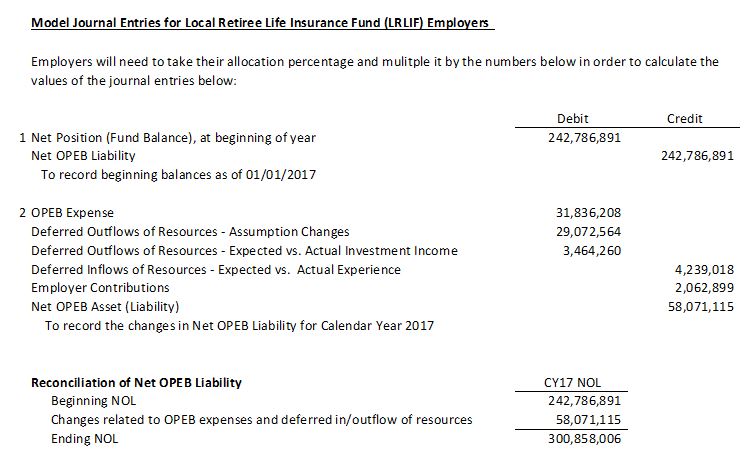 Model Journal Entries for Local Retiree Life Insurance Fund (LRLIF) Employers
Employers will need to take their allocation percentage and mulitple it by the numbers below in order to calculate the
values of the journal entries below:
Debit Credit
1 Net Position (Fund Balance), at beginning of year 242,786,891
Net OPEB Liability 242,786,891
To record beginning balances as of 01/01/2017
2 OPEB Expense 31,836,208
Deferred Outflows of Resources - Assumption Changes 29,072,564
Deferred Outflows of Resources - Expected vs. Actual Investment Income 3,464,260
Deferred Inflows of Resources - Expected vs. Actual Experience 4,239,018
Employer Contributions 2,062,899
Net OPEB Asset (Liability) 58,071,115
To record the changes in Net OPEB Liability for Calendar Year 2017
Reconciliation of Net OPEB Liability CY17 NOL
Beginning NOL 242,786,891
Changes related to OPEB expenses and deferred in/outflow of resources 58,071,115
Ending NOL 300,858,006